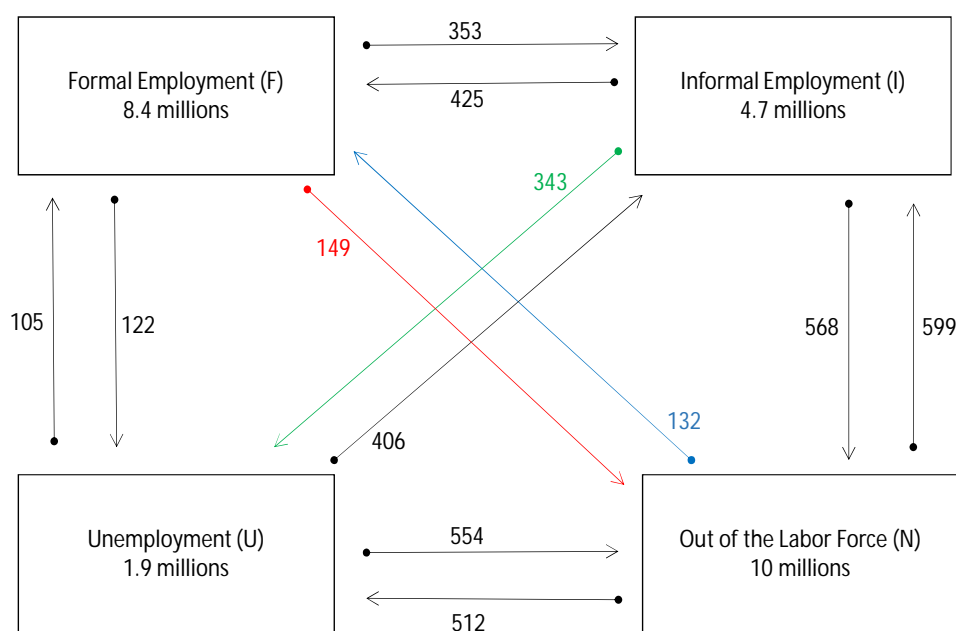 353
Formal Employment (F)
8.4 millions
Informal Employment (I)
4.7 millions
425
343
149
105
122
568
599
132
406
Unemployment (U)
1.9 millions
554
Out of the Labor Force (N)
10 millions
512